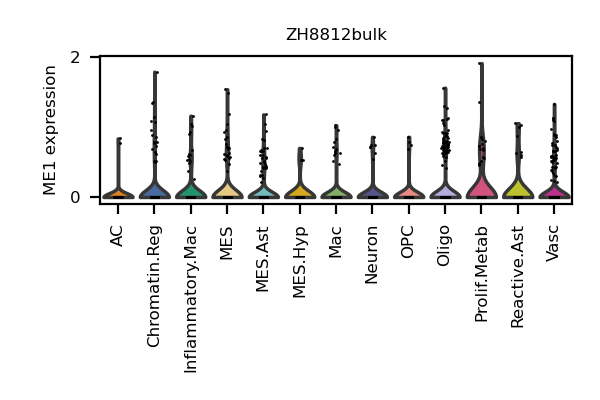 ZH8812bulk
ME1 expression
2
0
AC
Chromatin.Reg
Inflammatory.Mac
MES
MES.Ast
MES.Hyp
Mac
Neuron
OPC
Oligo
Prolif.Metab
Reactive.Ast
Vasc